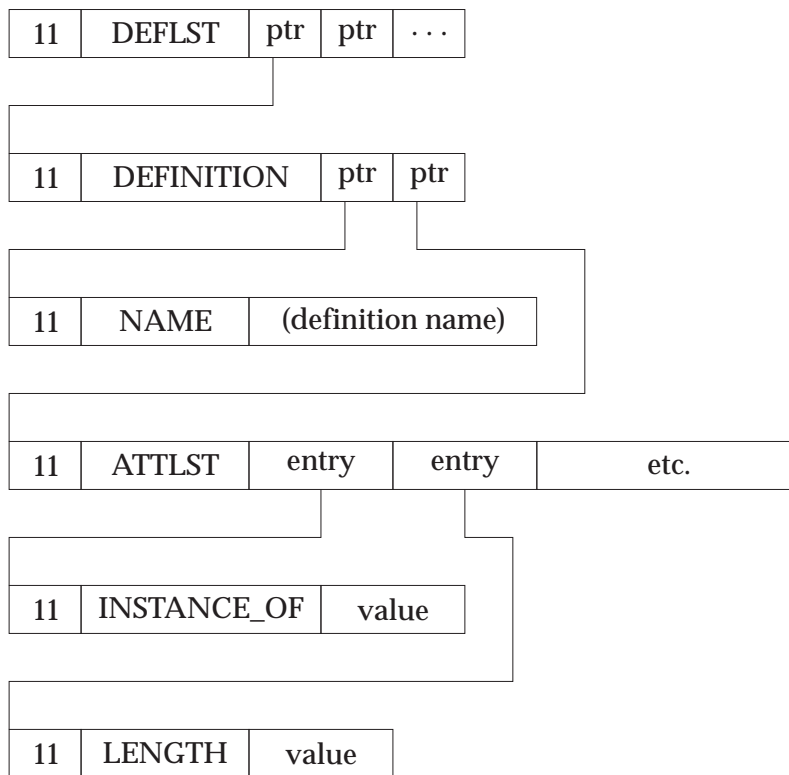 11 DEFLST ptr ptr · · ·
11 DEFINITION ptr ptr
11 NAME (definition name)
11 ATTLST entry entry etc.
11 INSTANCE_OF value
11 LENGTH value